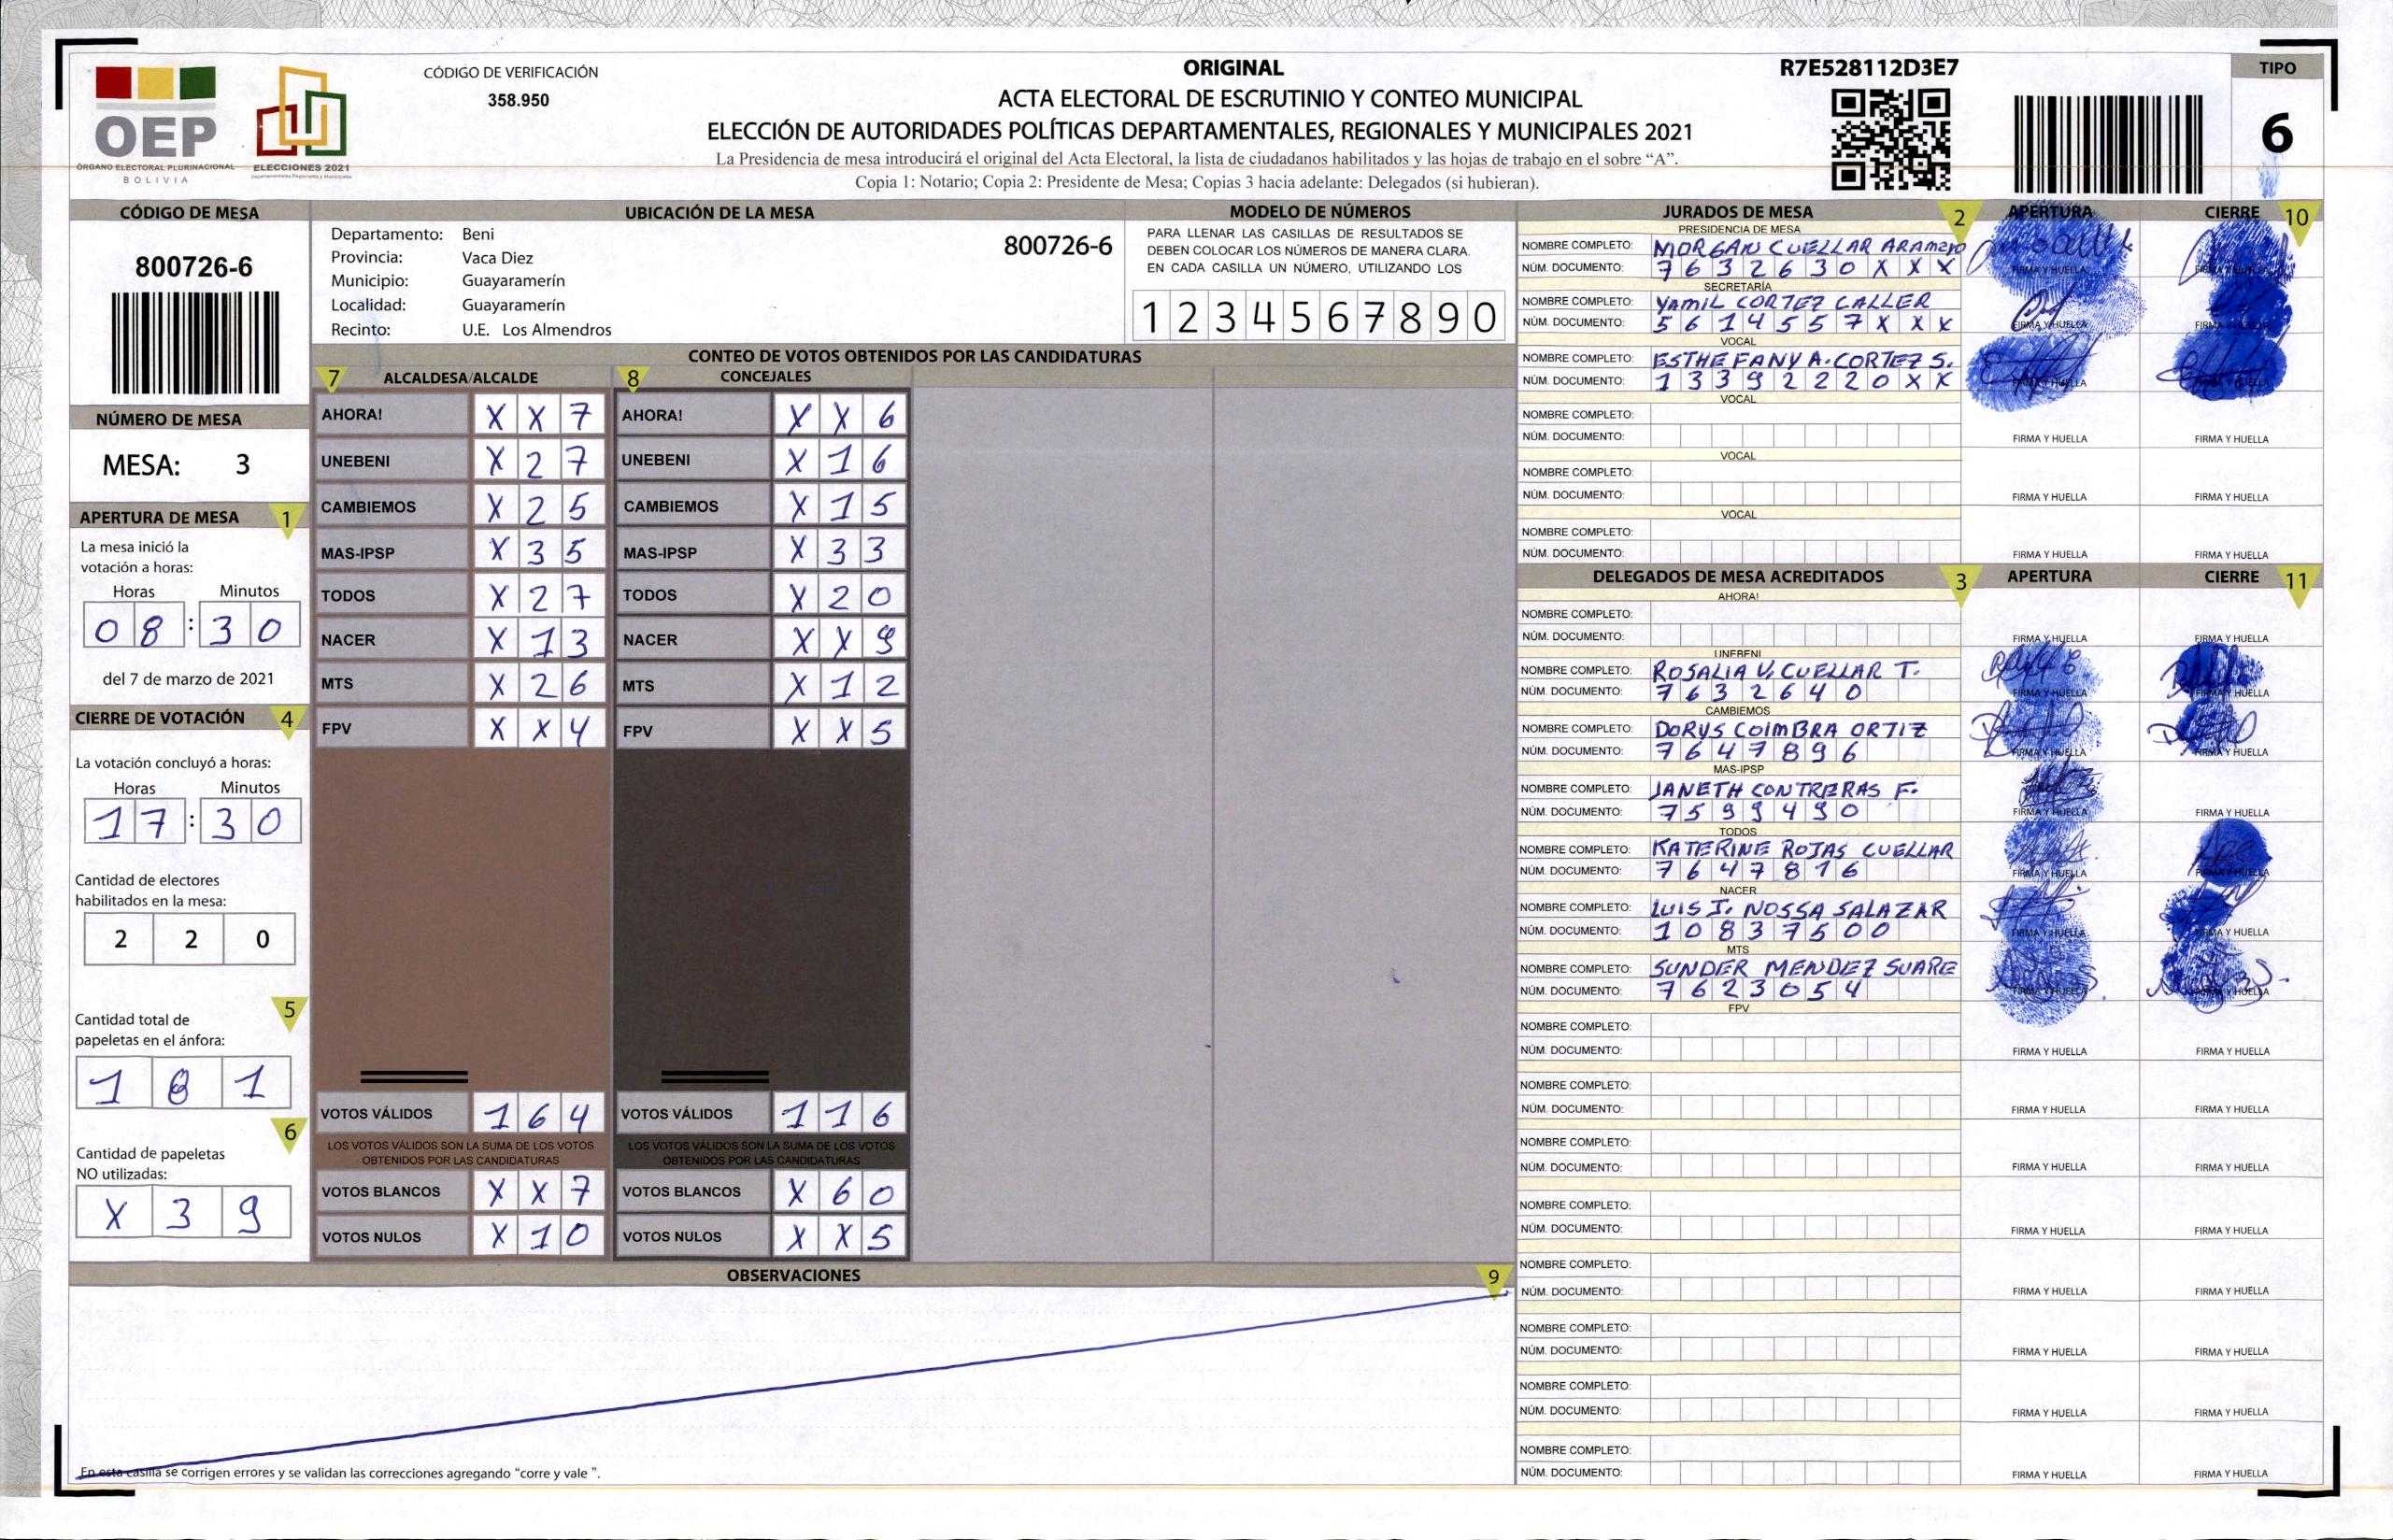 OEP
ÓRGANO ELECTORAL PLURINACIONAL
BOLIVIA
ELECCIONES 2021
Departamentales, Regionales y Municipales
CÓDIGO DE VERIFICACIÓN
358.950
ORIGINAL
ACTA ELECTORAL DE ESCRUTINIO Y CONTEO MUNICIPAL
ELECCIÓN DE AUTORIDADES POLÍTICAS DEPARTAMENTALES, REGIONALES Y MUNICIPALES 2021
La Presidencia de mesa introducirá el original del Acta Electoral, la lista de ciudadanos habilitados y las hojas de trabajo en el sobre “A”.
Copia 1: Notario; Copia 2: Presidente de Mesa; Copias 3 hacia adelante: Delegados (si hubieran).
R7E528112D3E7
TIPO
6
CÓDIGO DE MESA
800726-6
NÚMERO DE MESA
MESA: 3
APERTURA DE MESA 1
La mesa inició la
votación a horas:
Horas Minutos
08 : 30
del 7 de marzo de 2021
CIERRE DE VOTACIÓN 4
La votación concluyó a horas:
Horas Minutos
17 : 30
Cantidad de electores
habilitados en la mesa:
2 2 0
5
Cantidad total de
papeletas en el ánfora:
1 8 1
6
Cantidad de papeletas
NO utilizadas:
X 3 9
UBICACIÓN DE LA MESA
Departamento: Beni
Provincia: Vaca Diez
Municipio: Guayaramerín
Localidad: Guayaramerín
Recinto: U.E. Los Almendros
800726-6
MODELO DE NÚMEROS
PARA LLENAR LAS CASILLAS DE RESULTADOS SE
DEBEN COLOCAR LOS NÚMEROS DE MANERA CLARA.
EN CADA CASILLA UN NÚMERO, UTILIZANDO LOS
1 2 3 4 5 6 7 8 9 0
CONTEO DE VOTOS OBTENIDOS POR LAS CANDIDATURAS
7 ALCALDESA/ALCALDE 8 CONCEJALES
AHORA! X X 7 AHORA! X X 6
UNEBENI X 2 7 UNEBENI X 1 6
CAMBIEMOS X 2 5 CAMBIEMOS X 1 5
MAS-IPSP X 3 5 MAS-IPSP X 3 3
TODOS X 2 7 TODOS X 2 0
NACER X 1 3 NACER X X 9
MTS X 2 6 MTS X 1 2
FPV X X 4 FPV X X 5
VOTOS VÁLIDOS 1 6 4 VOTOS VÁLIDOS 1 1 6
LOS VOTOS VÁLIDOS SON LA SUMA DE LOS VOTOS LOS VOTOS VÁLIDOS SON LA SUMA DE LOS VOTOS
OBTENIDOS POR LAS CANDIDATURAS OBTENIDOS POR LAS CANDIDATURAS
VOTOS BLANCOS X X 7 VOTOS BLANCOS X 6 0
VOTOS NULOS X 1 0 VOTOS NULOS X X 5
OBSERVACIONES 9
En esta casilla se corrigen errores y se validan las correcciones agregando “corre y vale ”.
JURADOS DE MESA 2 APERTURA CIERRE 10
PRESIDENCIA DE MESA
NOMBRE COMPLETO: MORGAN CUELLAR ARAMAYO
NÚM. DOCUMENTO: 7632630XXX FIRMA Y HUELLA FIRMA Y HUELLA
SECRETARÍA
NOMBRE COMPLETO: YAMIL CORTEZ CALLER
NÚM. DOCUMENTO: 5614557XXX FIRMA Y HUELLA FIRMA Y HUELLA
VOCAL
NOMBRE COMPLETO: ESTHEFANY A. CORTEZ S.
NÚM. DOCUMENTO: 13392220XX FIRMA Y HUELLA FIRMA Y HUELLA
VOCAL
NOMBRE COMPLETO:
NÚM. DOCUMENTO: FIRMA Y HUELLA FIRMA Y HUELLA
VOCAL
NOMBRE COMPLETO:
NÚM. DOCUMENTO: FIRMA Y HUELLA FIRMA Y HUELLA
VOCAL
NOMBRE COMPLETO:
NÚM. DOCUMENTO: FIRMA Y HUELLA FIRMA Y HUELLA
DELEGADOS DE MESA ACREDITADOS 3 APERTURA CIERRE 11
AHORA!
NOMBRE COMPLETO:
NÚM. DOCUMENTO: FIRMA Y HUELLA FIRMA Y HUELLA
UNEBENI
NOMBRE COMPLETO: ROSALIA V. CUELLAR T.
NÚM. DOCUMENTO: 7632640 FIRMA Y HUELLA FIRMA Y HUELLA
CAMBIEMOS
NOMBRE COMPLETO: DORYS COIMBRA ORTIZ
NÚM. DOCUMENTO: 7647896 FIRMA Y HUELLA FIRMA Y HUELLA
MAS-IPSP
NOMBRE COMPLETO: JANETH CONTRERAS F.
NÚM. DOCUMENTO: 7599490 FIRMA Y HUELLA FIRMA Y HUELLA
TODOS
NOMBRE COMPLETO: KATERINE ROJAS CUELLAR
NÚM. DOCUMENTO: 7647816 FIRMA Y HUELLA FIRMA Y HUELLA
NACER
NOMBRE COMPLETO: LUIS J. NOSSA SALAZAR
NÚM. DOCUMENTO: 10837500 FIRMA Y HUELLA FIRMA Y HUELLA
MTS
NOMBRE COMPLETO: SUNDER MENDEZ SUARE
NÚM. DOCUMENTO: 7623054 FIRMA Y HUELLA FIRMA Y HUELLA
FPV
NOMBRE COMPLETO:
NÚM. DOCUMENTO: FIRMA Y HUELLA FIRMA Y HUELLA
NOMBRE COMPLETO:
NÚM. DOCUMENTO: FIRMA Y HUELLA FIRMA Y HUELLA
NOMBRE COMPLETO:
NÚM. DOCUMENTO: FIRMA Y HUELLA FIRMA Y HUELLA
NOMBRE COMPLETO:
NÚM. DOCUMENTO: FIRMA Y HUELLA FIRMA Y HUELLA
NOMBRE COMPLETO:
NÚM. DOCUMENTO: FIRMA Y HUELLA FIRMA Y HUELLA
NOMBRE COMPLETO:
NÚM. DOCUMENTO: FIRMA Y HUELLA FIRMA Y HUELLA
NOMBRE COMPLETO:
NÚM. DOCUMENTO: FIRMA Y HUELLA FIRMA Y HUELLA
NOMBRE COMPLETO:
NÚM. DOCUMENTO: FIRMA Y HUELLA FIRMA Y HUELLA